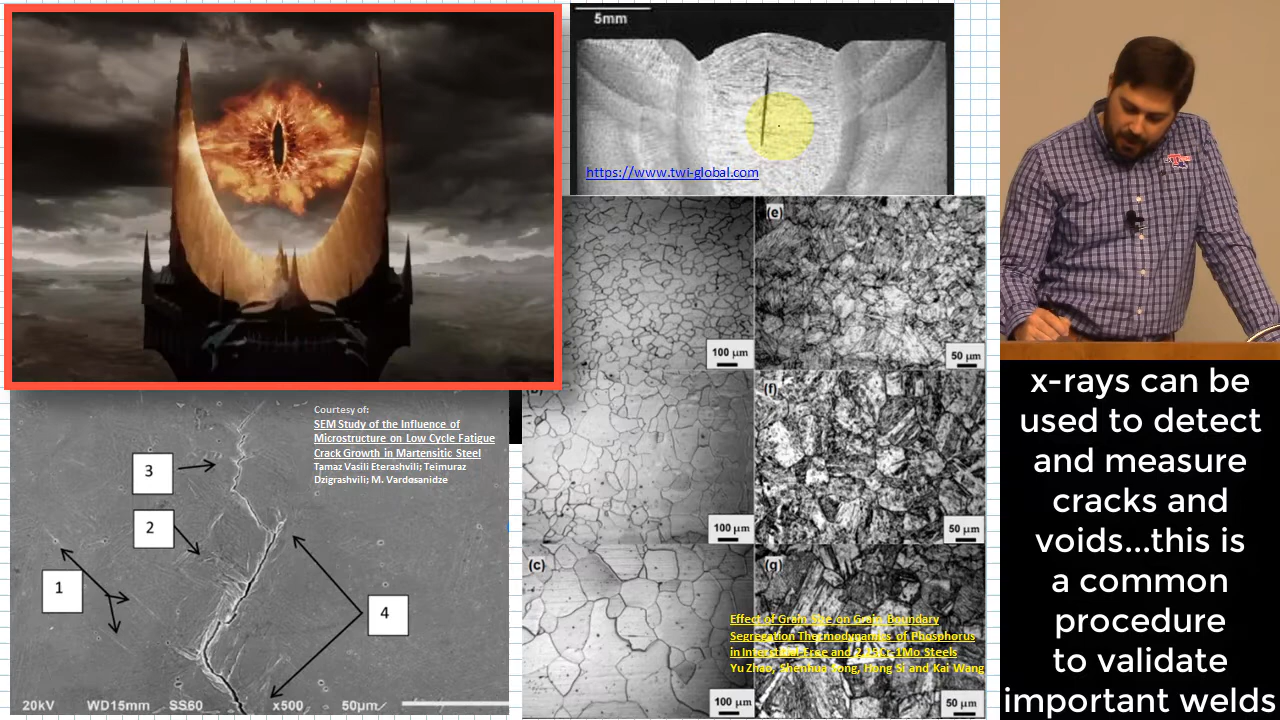 5mm
https://www.twi-global.com
(e)
100 µm
50 µm
(f)
100 µm
50 µm
(c)
(g)
Effect of Grain Size on Grain Boundary
Segregation Thermodynamics of Phosphorus
in Interstitial-Free and 2.25Cr-1Mo Steels
Yu Zhao, Shenhua Song, Hong Si and Kai Wang
100 µm
50 µm
Courtesy of:
SEM Study of the Influence of
Microstructure on Low Cycle Fatigue
Crack Growth in Martensitic Steel
Tamaz Vasili Eterashvili; Teimuraz
Dzigrashvili; M. Vardosanidze
3
2
1
4
20kV WD15mm SS60 x500 50µm
x-rays can be
used to detect
and measure
cracks and
voids...this is
a common
procedure
to validate
important welds